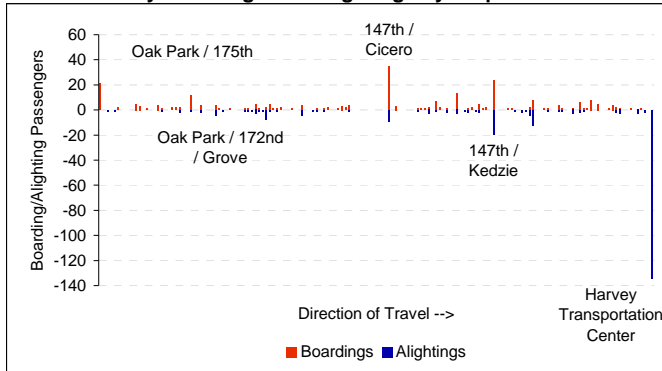 60
40
20
0
-20
-40
-60
-80
-100
-120
-140
Boarding/Alighting Passengers
Oak Park / 175th
147th /
Cicero
Oak Park / 172nd
/ Grove
147th /
Kedzie
Harvey
Transportation
Center
Direction of Travel -->
Boardings
Alightings